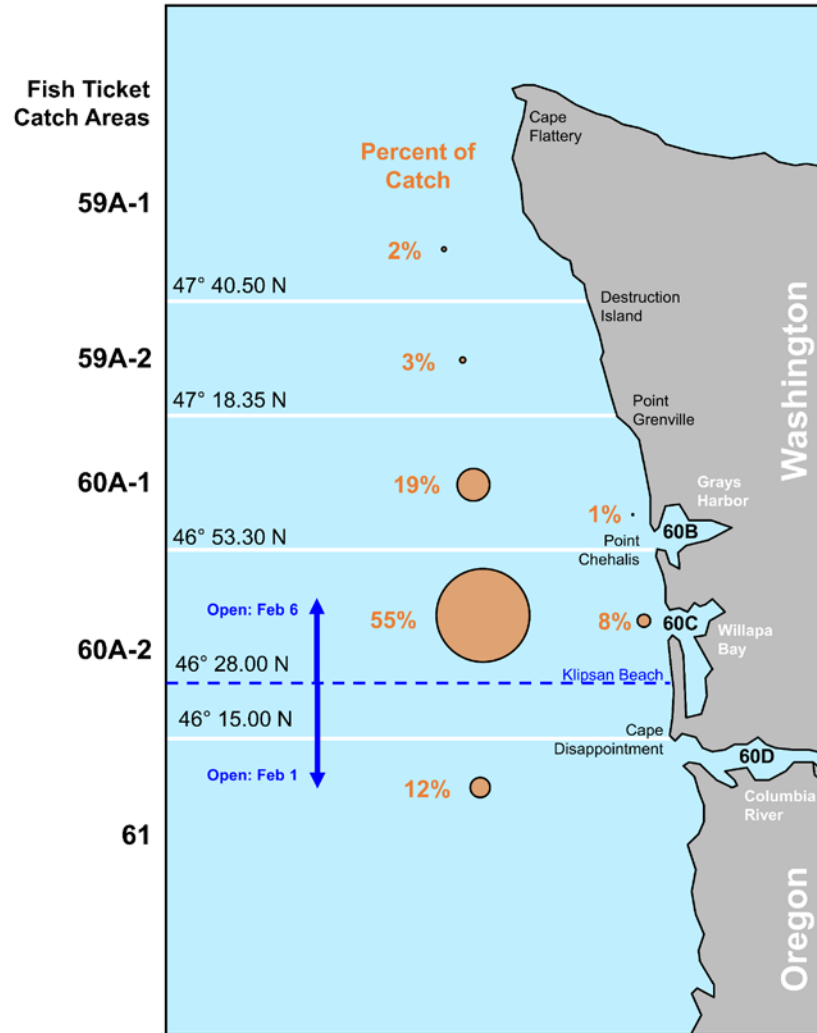 Fish Ticket
Catch Areas
Cape
Flattery
Percent of
Catch
59A-1
2%
47° 40.50 N
Destruction
Island
59A-2
3%
47° 18.35 N
Point
Grenville
Washington
60A-1
19%
Grays
Harbor
1%
60B
46° 53.30 N
Point
Chehalis
Open: Feb 6
55%
8%
60C
Willapa
Bay
60A-2
46° 28.00 N
Klipsan Beach
46° 15.00 N
Cape
Disappointment
60D
Open: Feb 1
12%
Columbia
River
61
Oregon